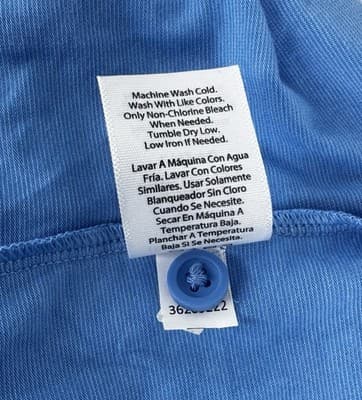 Machine Wash Cold.
Wash With Like Colors.
Only Non-Chlorine Bleach
When Needed.
Tumble Dry Low.
Low Iron If Needed.
Lavar A Máquina Con Agua
Fría. Lavar Con Colores
Similares. Usar Solamente
Blanqueador Sin Cloro
Cuando Se Necesite.
Secar En Máquina A
Temperatura Baja.
Planchar A Temperatura
Baja Si Se Necesite.